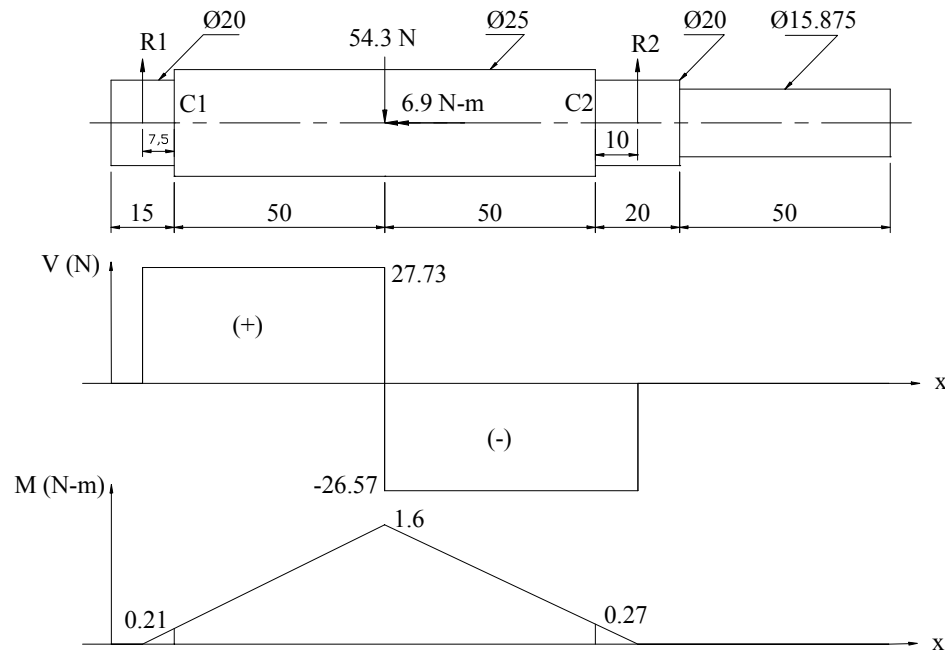 Ø20
R1
54.3 N
Ø25
R2
Ø20
Ø15.875
C1
6.9 N-m
C2
7,5
10
15
50
50
20
50
V (N)
27.73
(+)
x
(-)
-26.57
M (N-m)
1.6
0.21
0.27
x